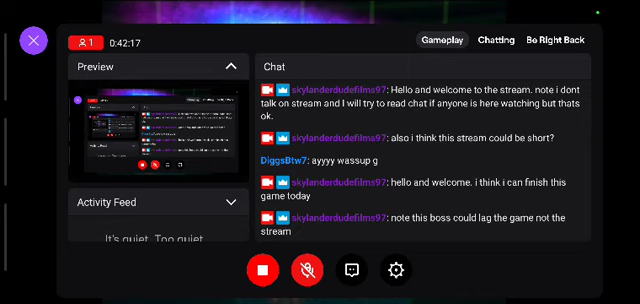 1 0:42:17 Gameplay Chatting Be Right Back
Preview
Chat
skylanderdudefilms97: Hello and welcome to the stream. note i dont
talk on stream and I will try to read chat if anyone is here watching but thats
ok.
skylanderdudefilms97: also i think this stream could be short?
DiggsBtw7: ayyyy wassup g
skylanderdudefilms97: hello and welcome. i think i can finish this
game today
skylanderdudefilms97: note this boss could lag the game not the
stream
Activity Feed
It's quiet. Too quiet.